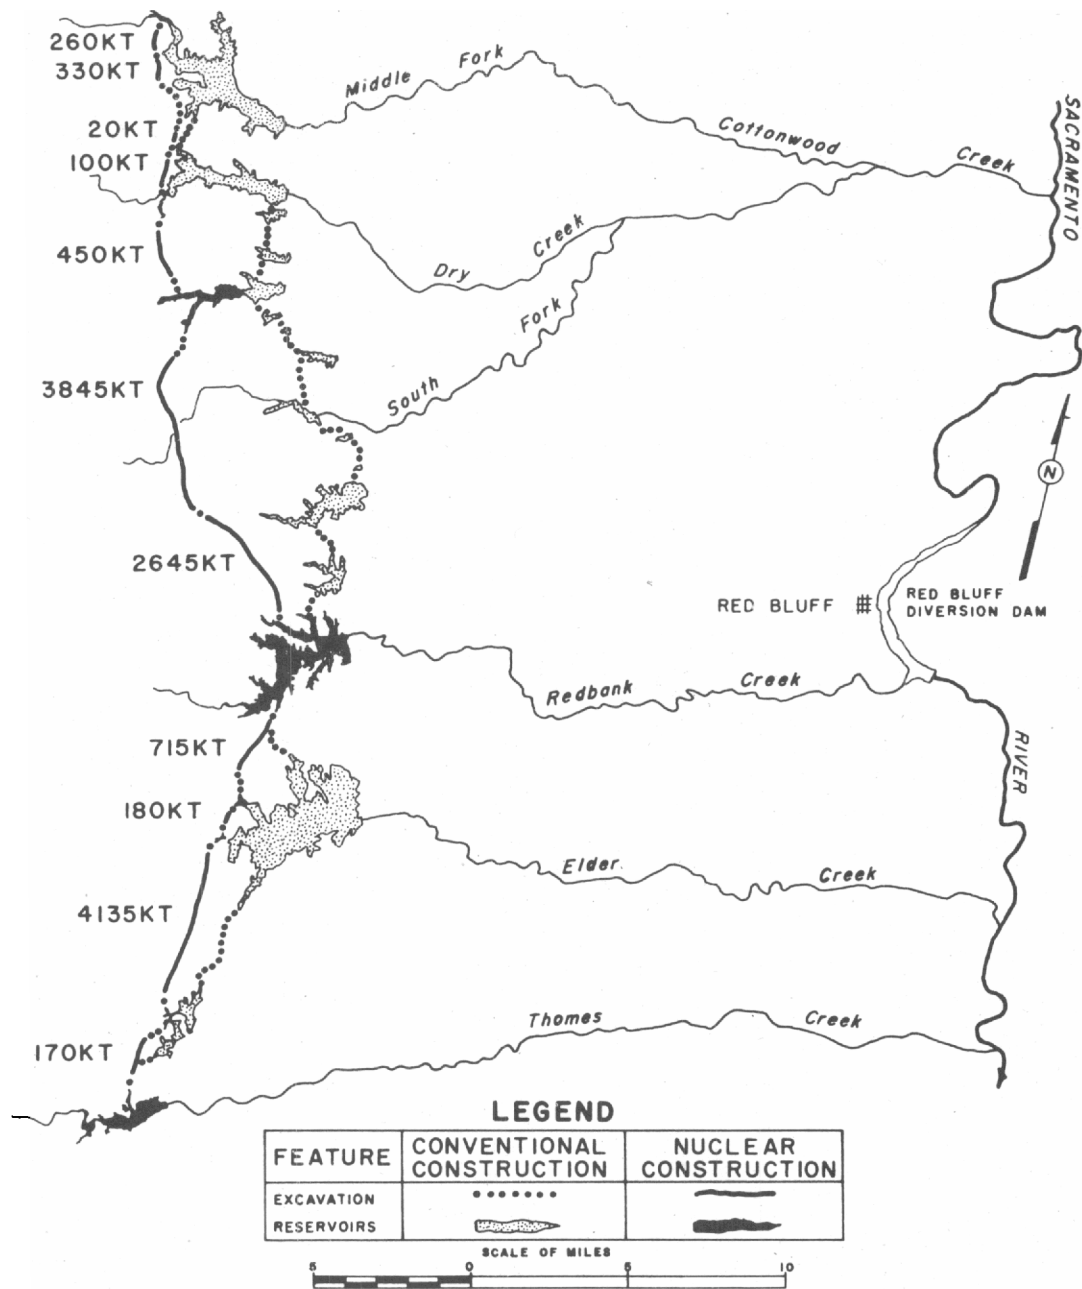 260KT
330KT
20KT
100KT
450KT
3845KT
2645KT
715KT
180KT
4135KT
170KT
Middle Fork Cottonwood Creek
Dry Creek
South Fork
SACRAMENTO
RIVER
N
RED BLUFF
RED BLUFF
DIVERSION DAM
Redbank Creek
Elder Creek
Thomes Creek
LEGEND
FEATURE
CONVENTIONAL
CONSTRUCTION
NUCLEAR
CONSTRUCTION
EXCAVATION
RESERVOIRS
SCALE OF MILES
5 0 5 10